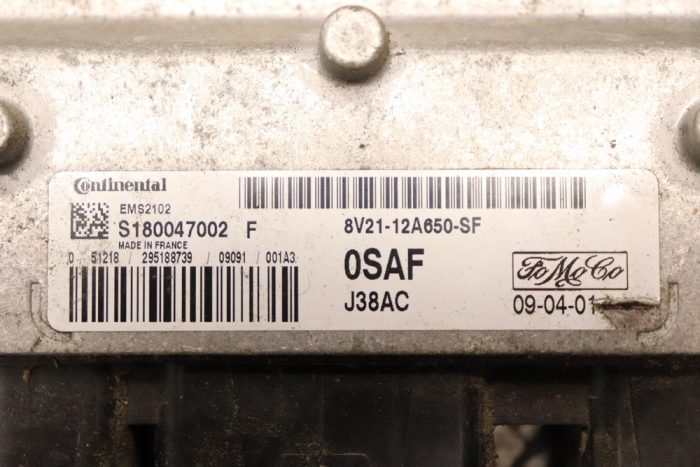 Continental
EMS2102
S180047002 F
MADE IN FRANCE
0 51218 / 295188739 / 09091 / 001A3
8V21-12A650-SF
0SAF
J38AC
FoMoCo
09-04-01